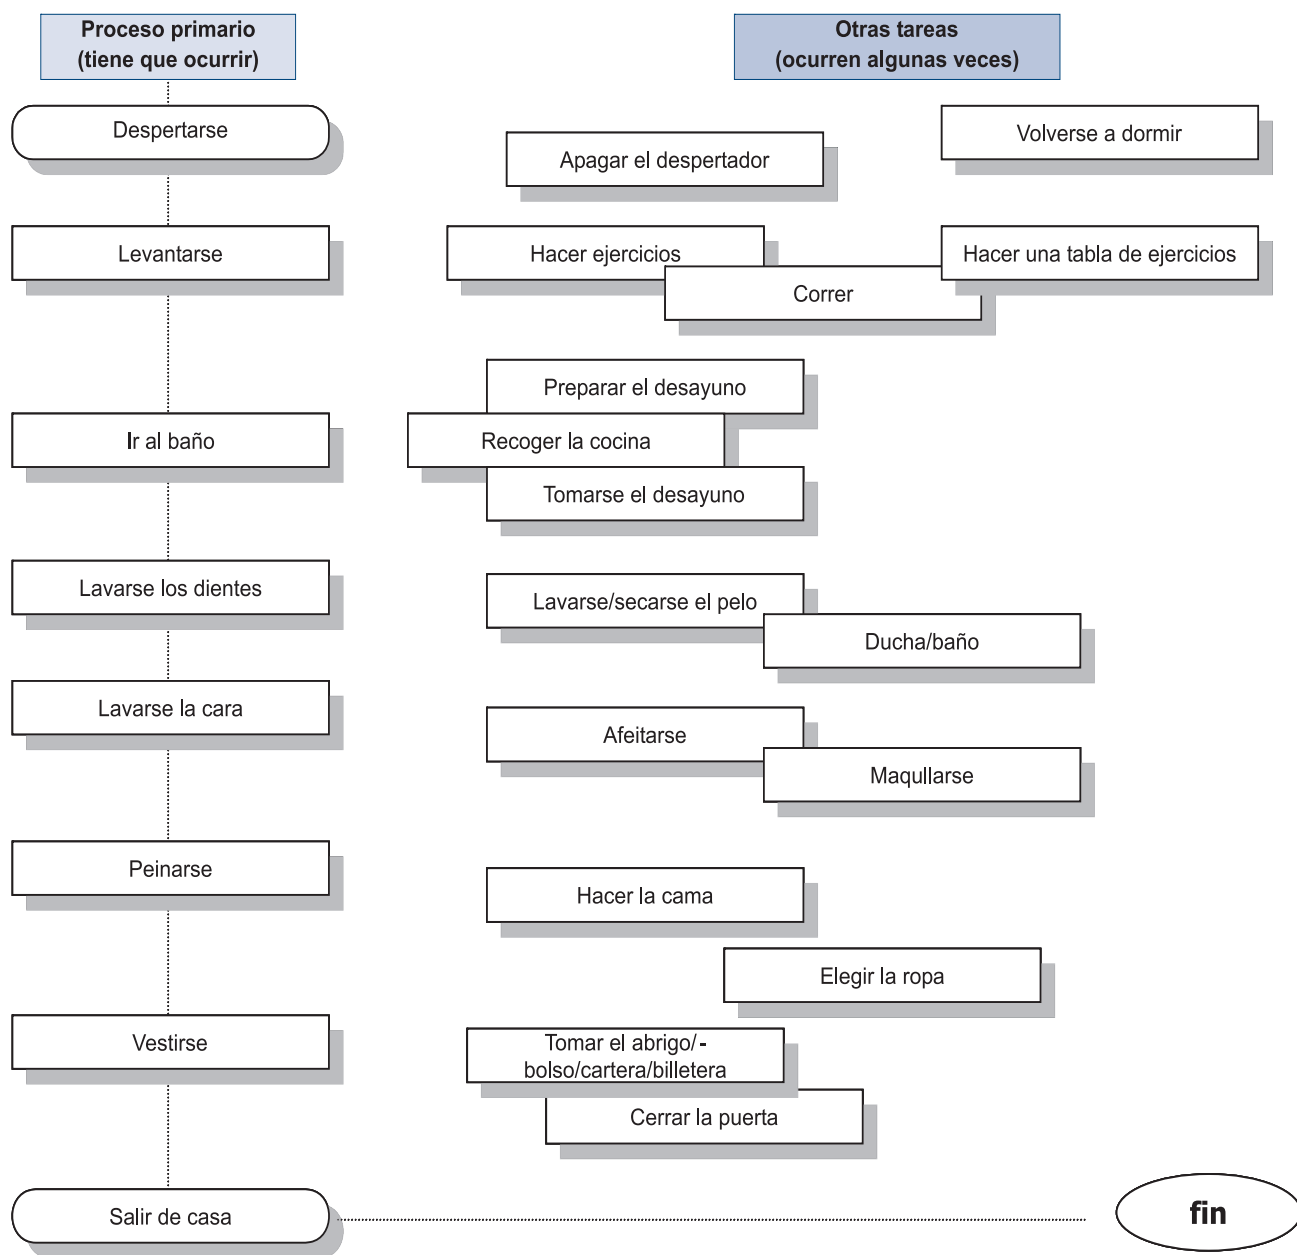 Proceso primario
(tiene que ocurrir)
Otras tareas
(ocurren algunas veces)
Despertarse
Apagar el despertador
Volverse a dormir
Levantarse
Hacer ejercicios
Hacer una tabla de ejercicios
Correr
Preparar el desayuno
Ir al baño
Recoger la cocina
Tomarse el desayuno
Lavarse los dientes
Lavarse/secarse el pelo
Ducha/baño
Lavarse la cara
Afeitarse
Maqullarse
Peinarse
Hacer la cama
Elegir la ropa
Vestirse
Tomar el abrigo/-
bolso/cartera/billetera
Cerrar la puerta
Salir de casa
fin